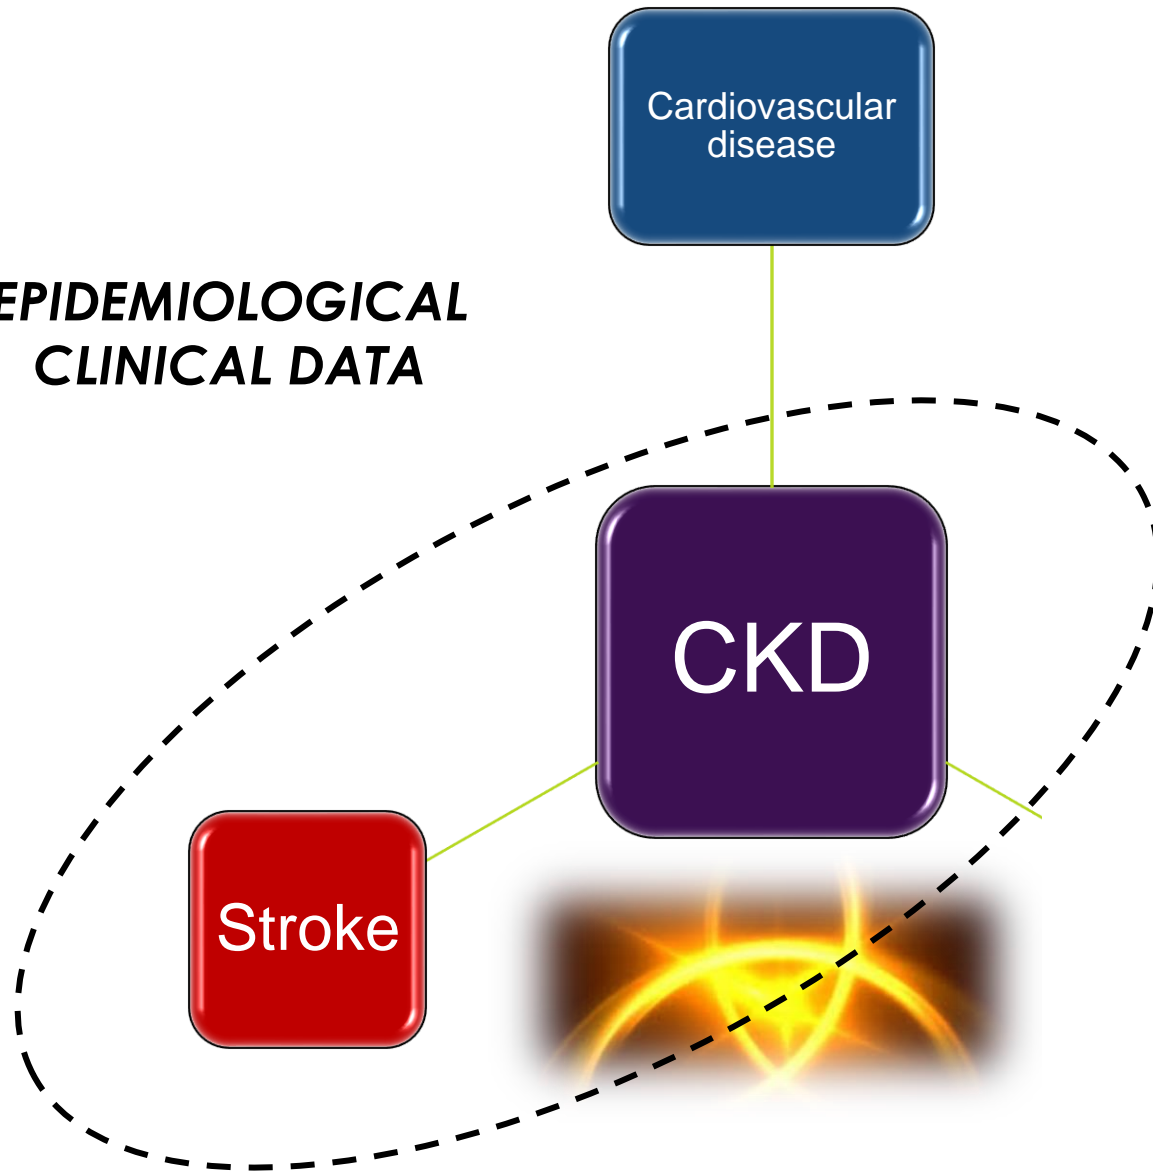 Cardiovascular
disease
EPIDEMIOLOGICAL
CLINICAL DATA
CKD
Stroke